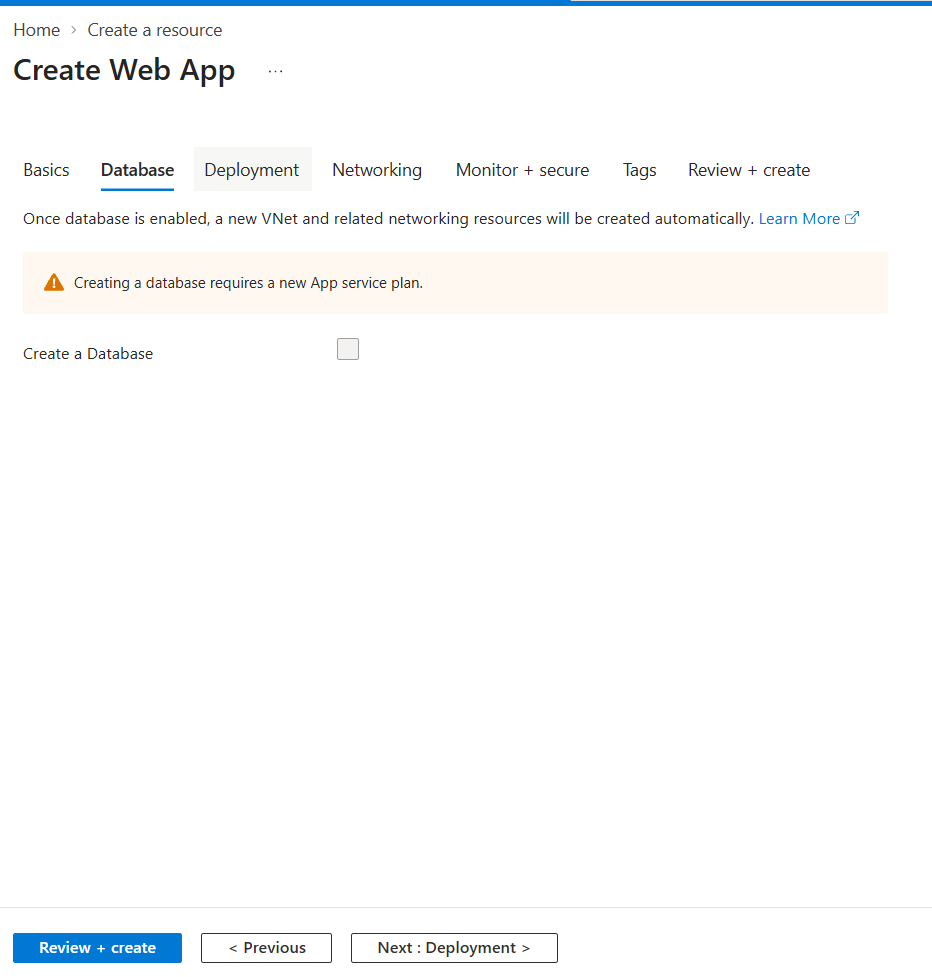 Home > Create a resource
Create Web App ...
Basics Database Deployment Networking Monitor + secure Tags Review + create
Once database is enabled, a new VNet and related networking resources will be created automatically. Learn More
Creating a database requires a new App service plan.
Create a Database
Review + create < Previous Next : Deployment >